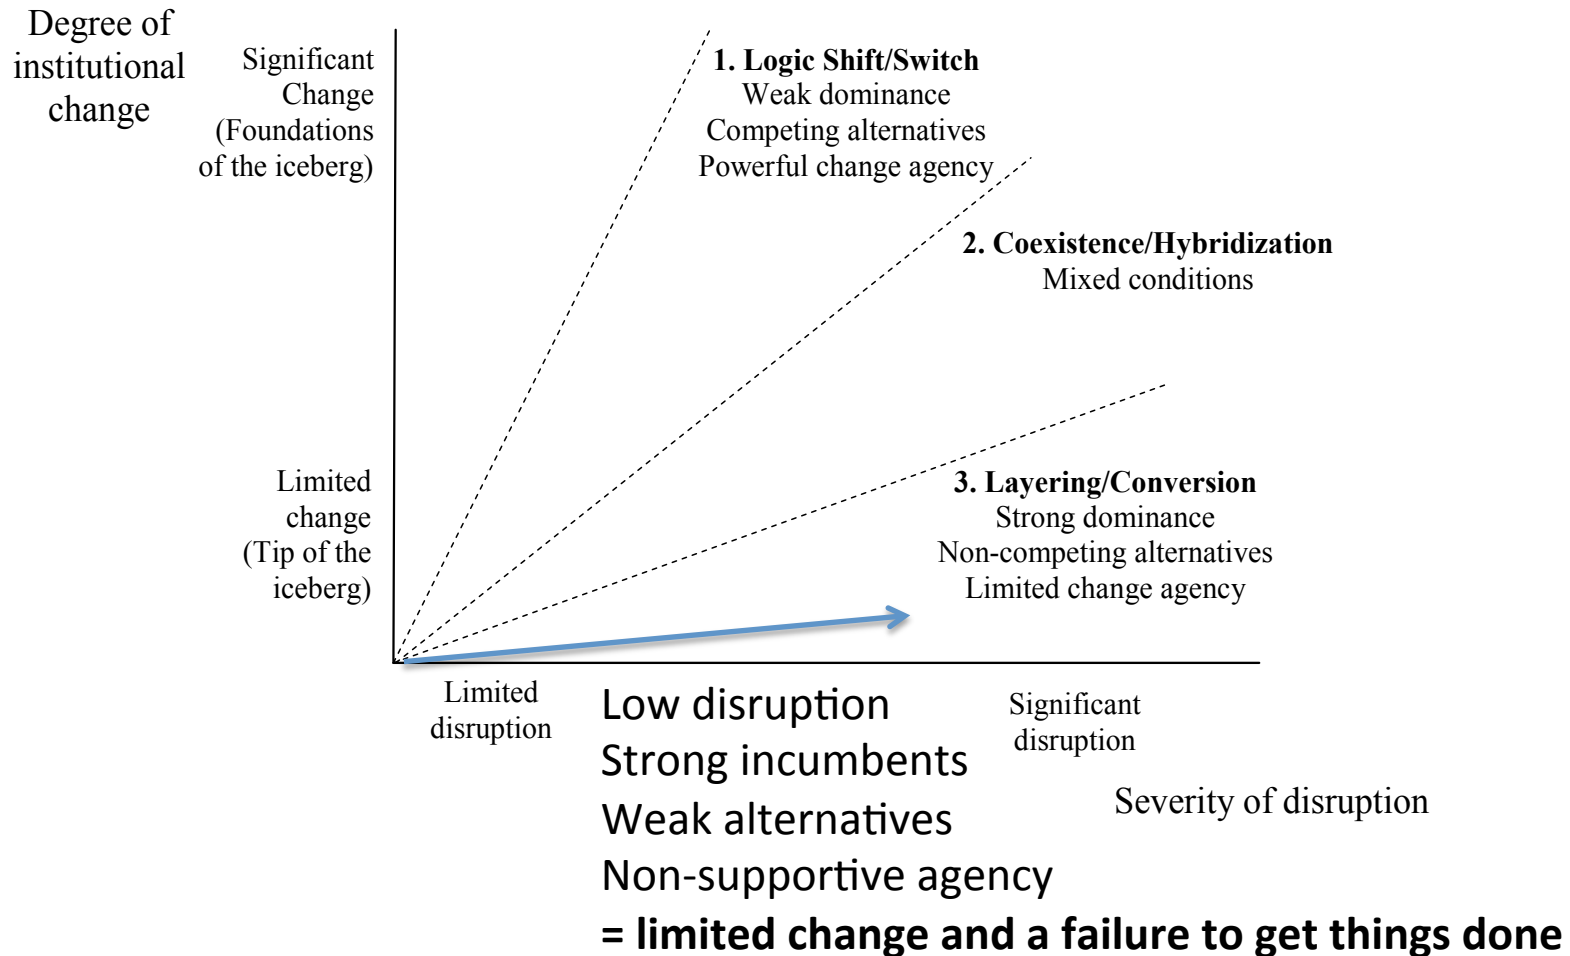 Degree of
institutional
change
Significant
Change
(Foundations
of the iceberg)
1. Logic Shift/Switch
Weak dominance
Competing alternatives
Powerful change agency
2. Coexistence/Hybridization
Mixed conditions
Limited
change
(Tip of the
iceberg)
3. Layering/Conversion
Strong dominance
Non-competing alternatives
Limited change agency
Limited
disruption
Low disruption
Strong incumbents
Weak alternatives
Non-supportive agency
= limited change and a failure to get things done
Significant
disruption
Severity of disruption